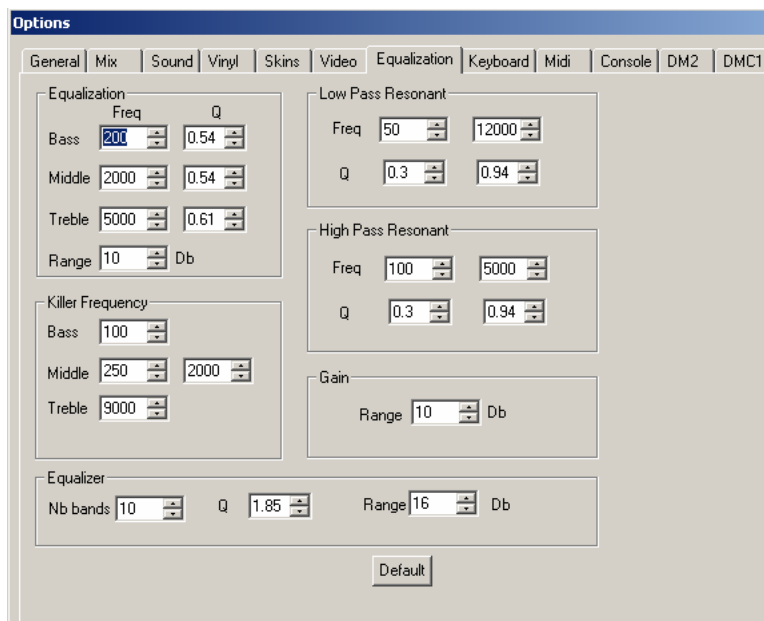 Options
General Mix Sound Vinyl Skins Video Equalization Keyboard Midi Console DM2 DMC1
Equalization
Freq Q
Bass 200 0.54
Middle 2000 0.54
Treble 5000 0.61
Range 10 Db
Killer Frequency
Bass 100
Middle 250 2000
Treble 9000
Low Pass Resonant
Freq 50 12000
Q 0.3 0.94
High Pass Resonant
Freq 100 5000
Q 0.3 0.94
Gain
Range 10 Db
Equalizer
Nb bands 10 Q 1.85 Range 16 Db
Default